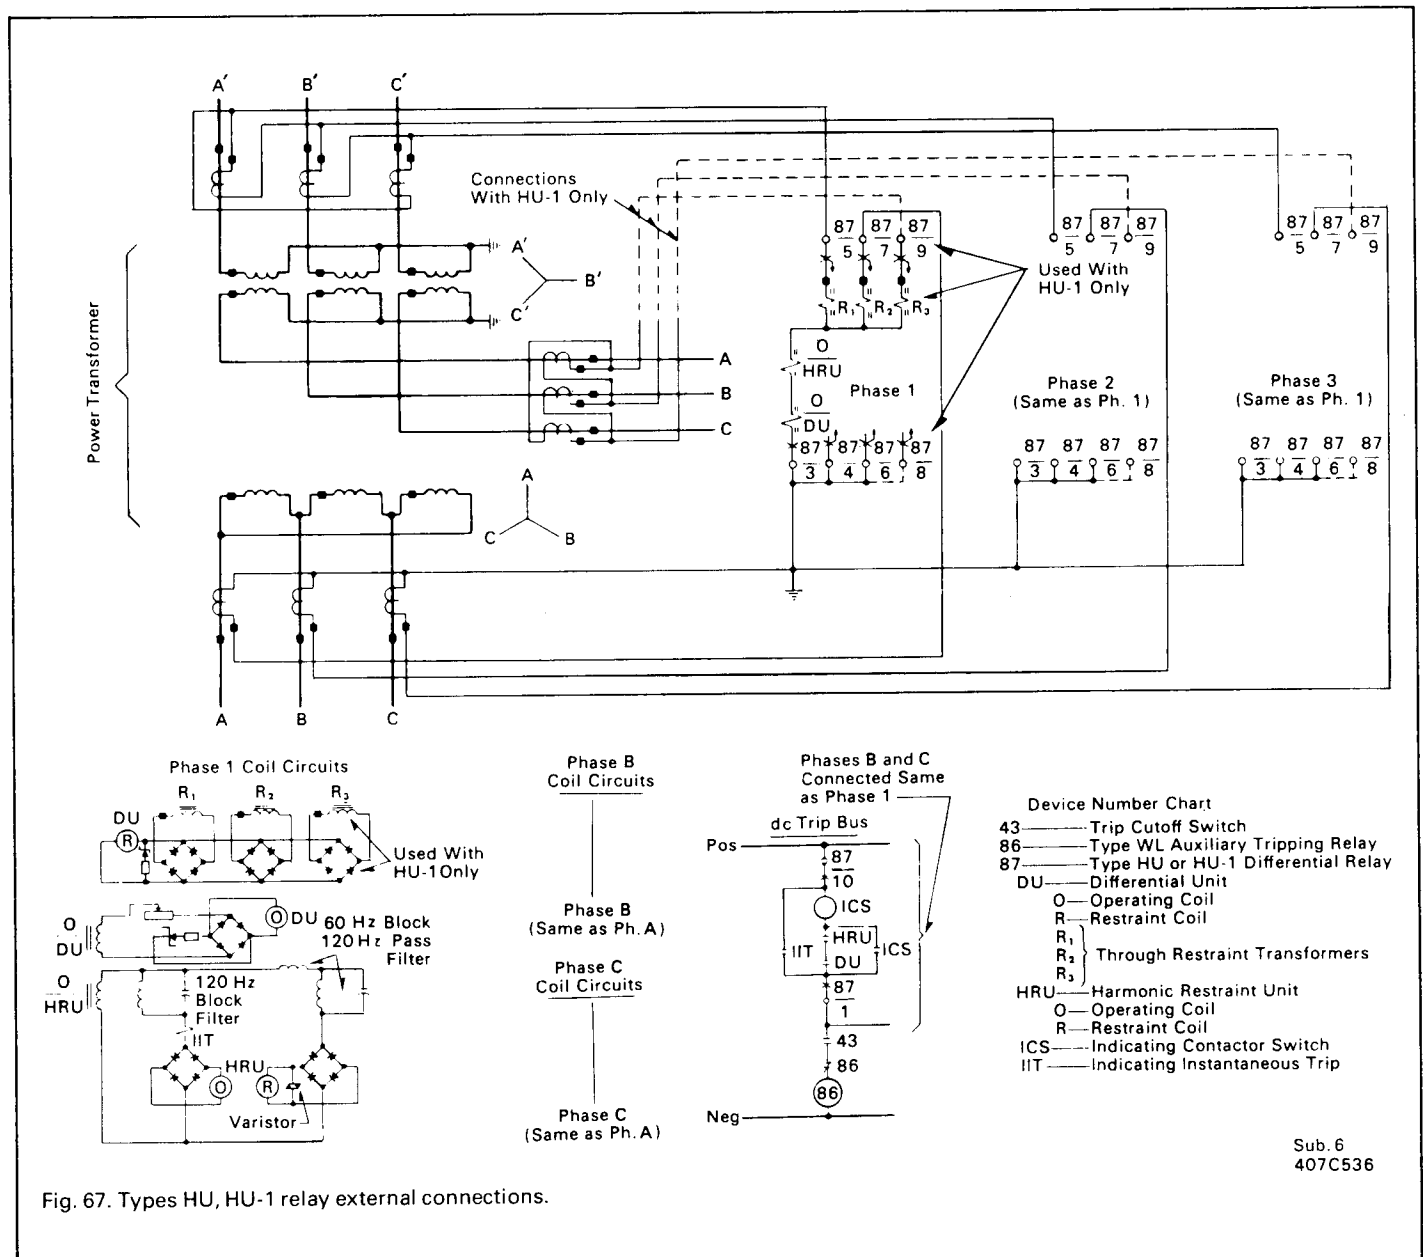 A' B' C'
Connections
With HU-1 Only
87 87 87
5 7 9
87 87 87
5 7 9
87 87 87
5 7 9
Used With
HU-1 Only
R1 R2 R3
A'
B'
C'
Power Transformer
O
HRU
O
DU
Phase 1
Phase 2
(Same as Ph. 1)
Phase 3
(Same as Ph. 1)
A
B
C
87 87 87 87
3 4 6 8
87 87 87 87
3 4 6 8
87 87 87 87
3 4 6 8
A
C B
A B C
Phase 1 Coil Circuits
R1 R2 R3
DU
R
Used With
HU-1 Only
O
DU
O DU
60 Hz Block
120 Hz Pass
Filter
O
HRU
120 Hz
Block
Filter
IIT
HRU
O R
Varistor
Phase B
Coil Circuits
Phase B
(Same as Ph. A)
Phase C
Coil Circuits
Phase C
(Same as Ph. A)
Phases B and C
Connected Same
as Phase 1
dc Trip Bus
Pos
87
10
ICS
IIT HRU ICS
DU
87
1
43
86
86
Neg
Device Number Chart
43 Trip Cutoff Switch
86 Type WL Auxiliary Tripping Relay
87 Type HU or HU-1 Differential Relay
DU Differential Unit
O Operating Coil
R Restraint Coil
R1
R2 Through Restraint Transformers
R3
HRU Harmonic Restraint Unit
O Operating Coil
R Restraint Coil
ICS Indicating Contactor Switch
IIT Indicating Instantaneous Trip
Sub. 6
407C536
Fig. 67. Types HU, HU-1 relay external connections.